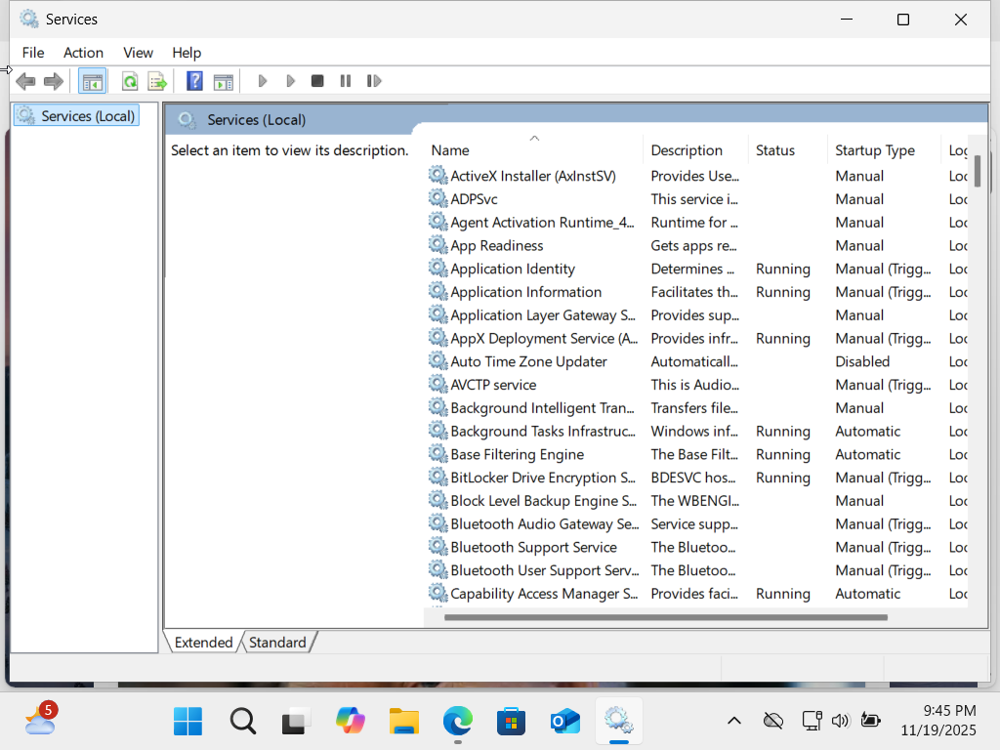 Services
File Action View Help
Services (Local)
Services (Local)
Select an item to view its description.
Name Description Status Startup Type Log
ActiveX Installer (AxInstSV) Provides Use... Manual Loc
ADPSvc This service i... Manual Loc
Agent Activation Runtime_4... Runtime for ... Manual Loc
App Readiness Gets apps re... Manual Loc
Application Identity Determines ... Running Manual (Trigg... Loc
Application Information Facilitates th... Running Manual (Trigg... Loc
Application Layer Gateway S... Provides sup... Manual Loc
AppX Deployment Service (A... Provides infr... Running Manual (Trigg... Loc
Auto Time Zone Updater Automaticall... Disabled Loc
AVCTP service This is Audio... Manual (Trigg... Loc
Background Intelligent Tran... Transfers file... Manual Loc
Background Tasks Infrastruc... Windows inf... Running Automatic Loc
Base Filtering Engine The Base Filt... Running Automatic Loc
BitLocker Drive Encryption S... BDESVC hos... Running Manual (Trigg... Loc
Block Level Backup Engine S... The WBENGI... Manual Loc
Bluetooth Audio Gateway Se... Service supp... Manual (Trigg... Loc
Bluetooth Support Service The Bluetoo... Manual (Trigg... Loc
Bluetooth User Support Serv... The Bluetoo... Manual (Trigg... Loc
Capability Access Manager S... Provides faci... Running Automatic Loc
Extended Standard
5
9:45 PM
11/19/2025